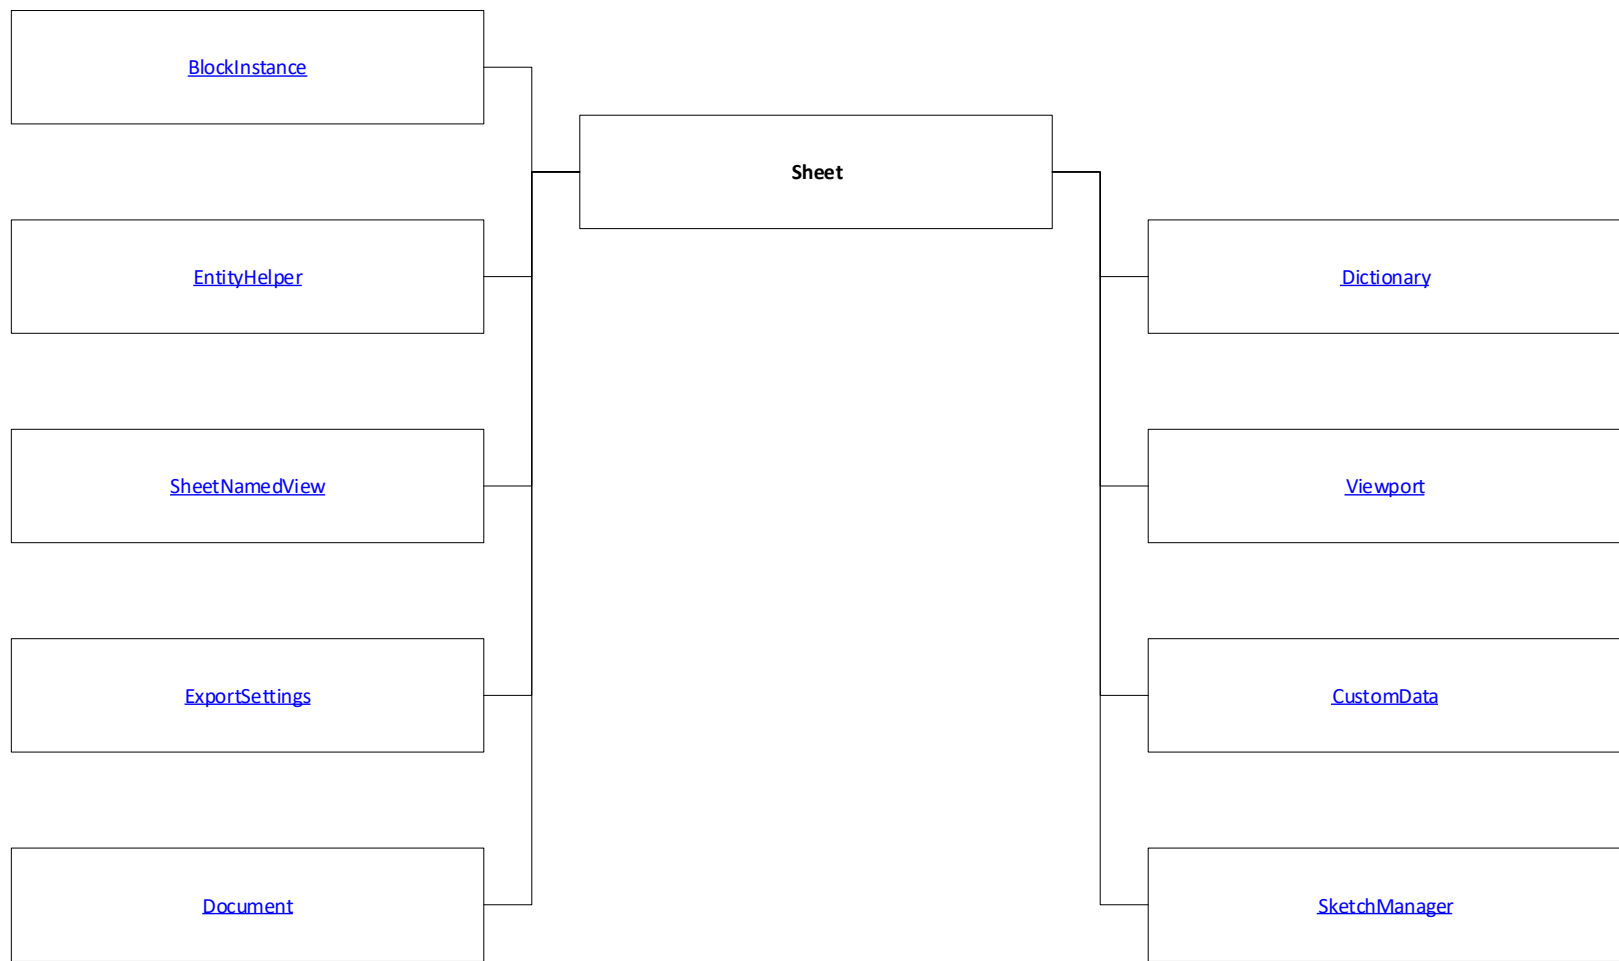 BlockInstance
Sheet
EntityHelper
Dictionary
SheetNamedView
Viewport
ExportSettings
CustomData
Document
SketchManager